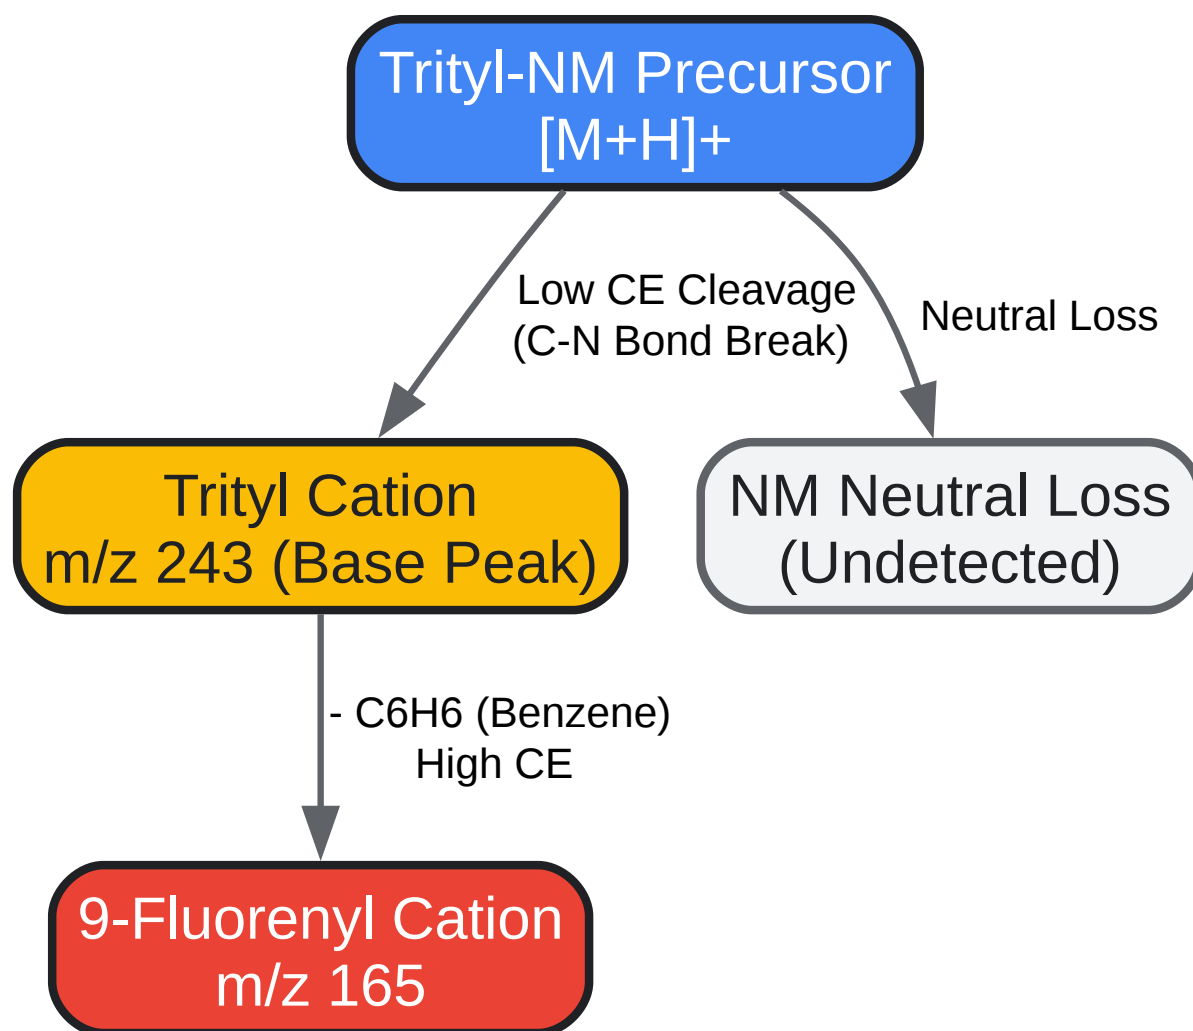 Trityl-NM Precursor
[M+H]+
Low CE Cleavage
(C-N Bond Break)
Neutral Loss
Trityl Cation
m/z 243 (Base Peak)
NM Neutral Loss
(Undetected)
- C6H6 (Benzene)
High CE
9-Fluorenyl Cation
m/z 165